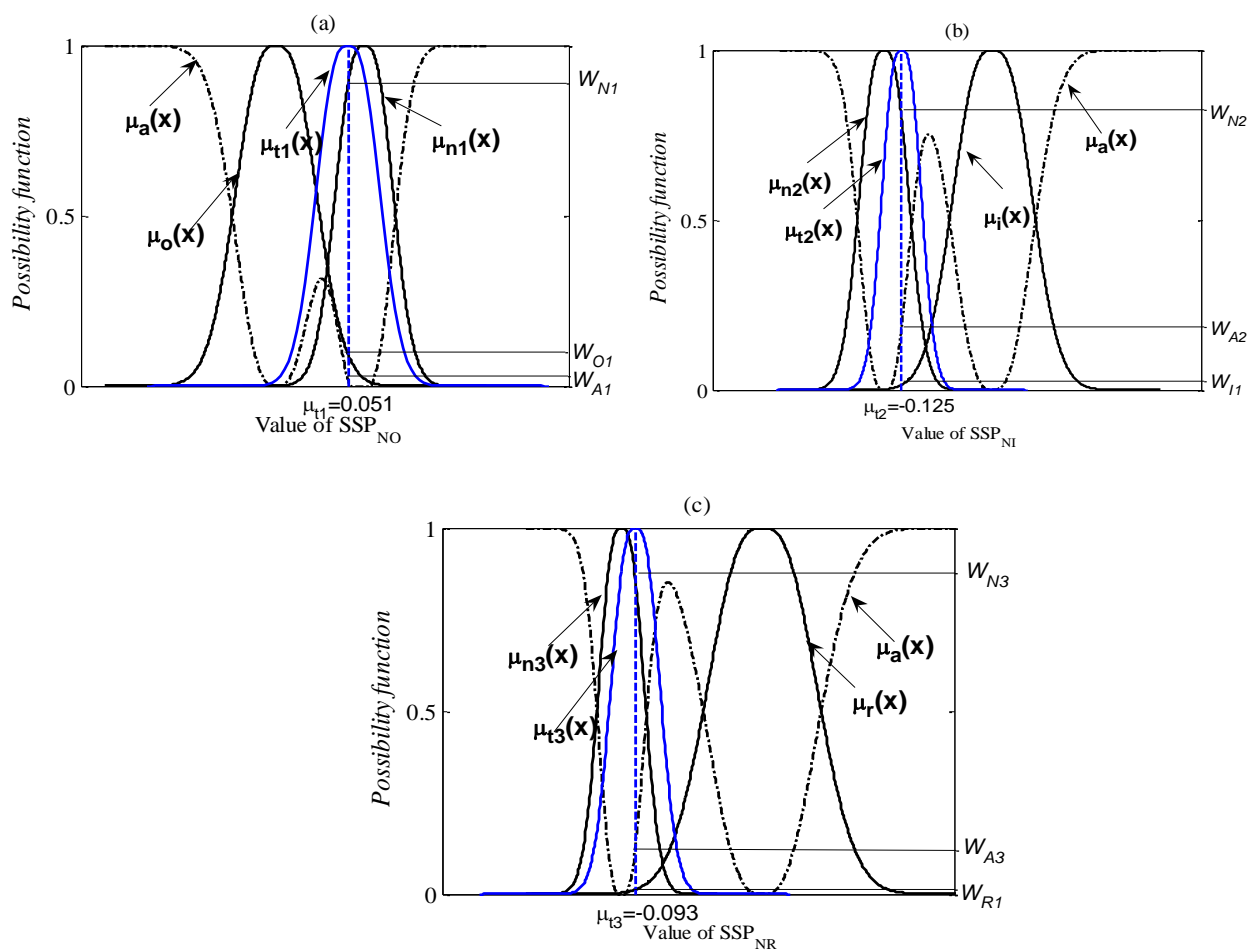 (a)
Possibility function
1
0.5
0
μa(x)
μo(x)
μt1(x)
μn1(x)
WN1
WO1
WA1
μt1=0.051
Value of SSPNO
(b)
Possibility function
1
0.5
0
μn2(x)
μt2(x)
μi(x)
μa(x)
WN2
WA2
WI1
μt2=-0.125
Value of SSPNI
(c)
Possibility function
1
0.5
0
μn3(x)
μt3(x)
μa(x)
μr(x)
WN3
WA3
WR1
μt3=-0.093
Value of SSPNR